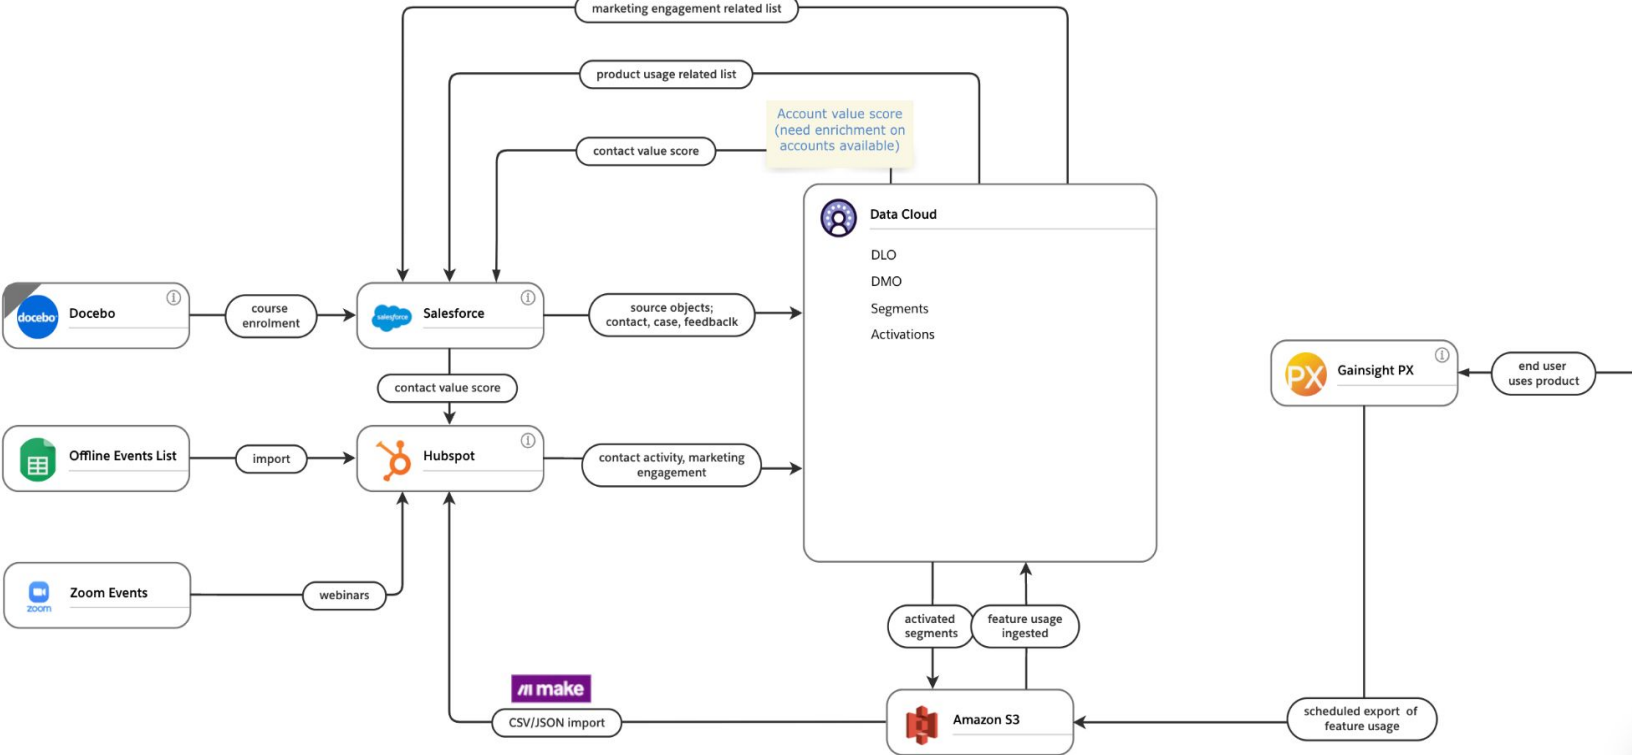 marketing engagement related list
product usage related list
Account value score
(need enrichment on
accounts available)
contact value score
Data Cloud
DLO
DMO
Segments
Activations
docebo
Docebo
course
enrolment
salesforce
Salesforce
source objects;
contact, case, feedbaclk
PX
Gainsight PX
end user
uses product
contact value score
Offline Events List
import
Hubspot
contact activity, marketing
engagement
zoom
Zoom Events
webinars
activated
segments
feature usage
ingested
make
CSV/JSON import
Amazon S3
scheduled export of
feature usage